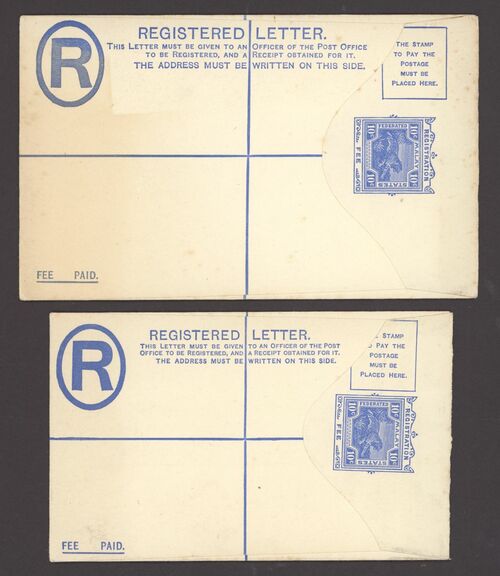 R
REGISTERED LETTER.
THIS LETTER MUST BE GIVEN TO AN OFFICER OF THE POST OFFICE
TO BE REGISTERED, AND A RECEIPT OBTAINED FOR IT.
THE ADDRESS MUST BE WRITTEN ON THIS SIDE.
THE STAMP
TO PAY THE
POSTAGE
MUST BE
PLACED HERE.
REGISTRATION
FEDERATED
MALAY
STATES
10c
10c
10c
10c
FEE
FEE PAID.
R
REGISTERED LETTER.
THIS LETTER MUST BE GIVEN TO AN OFFICER OF THE POST
OFFICE TO BE REGISTERED, AND A RECEIPT OBTAINED FOR IT.
THE ADDRESS MUST BE WRITTEN ON THIS SIDE.
STAMP
TO PAY THE
POSTAGE
MUST BE
PLACED HERE.
REGISTRATION
FEDERATED
MALAY
STATES
10c
10c
10c
10c
FEE
FEE PAID.